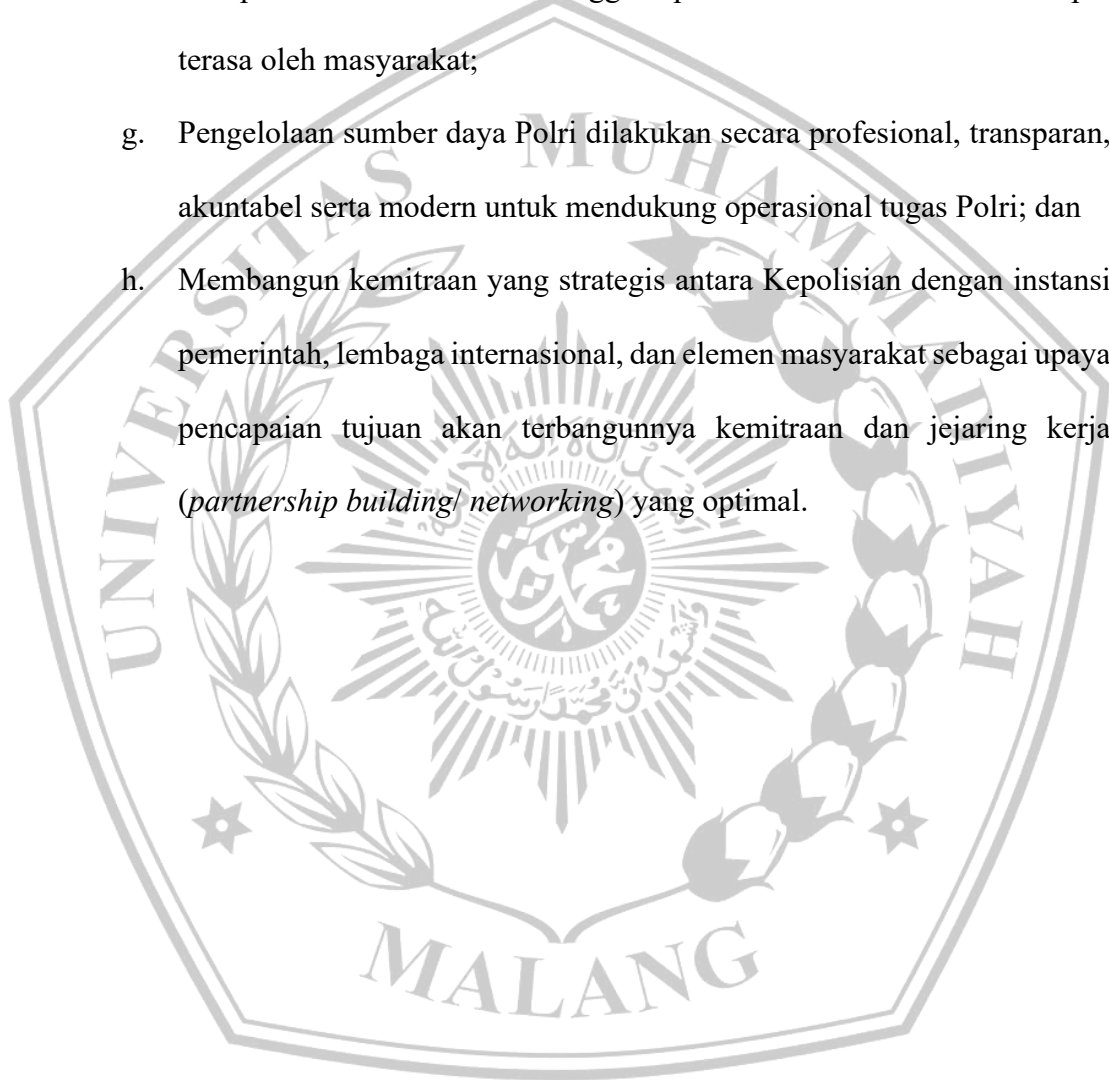 terasa oleh masyarakat;
g. Pengelolaan sumber daya Polri dilakukan secara profesional, transparan,
akuntabel serta modern untuk mendukung operasional tugas Polri; dan
h. Membangun kemitraan yang strategis antara Kepolisian dengan instansi
pemerintah, lembaga internasional, dan elemen masyarakat sebagai upaya
pencapaian tujuan akan terbangunnya kemitraan dan jejaring kerja
(partnership building/ networking) yang optimal.
UNIVERSITAS MUHAMMADIYAH
MALANG